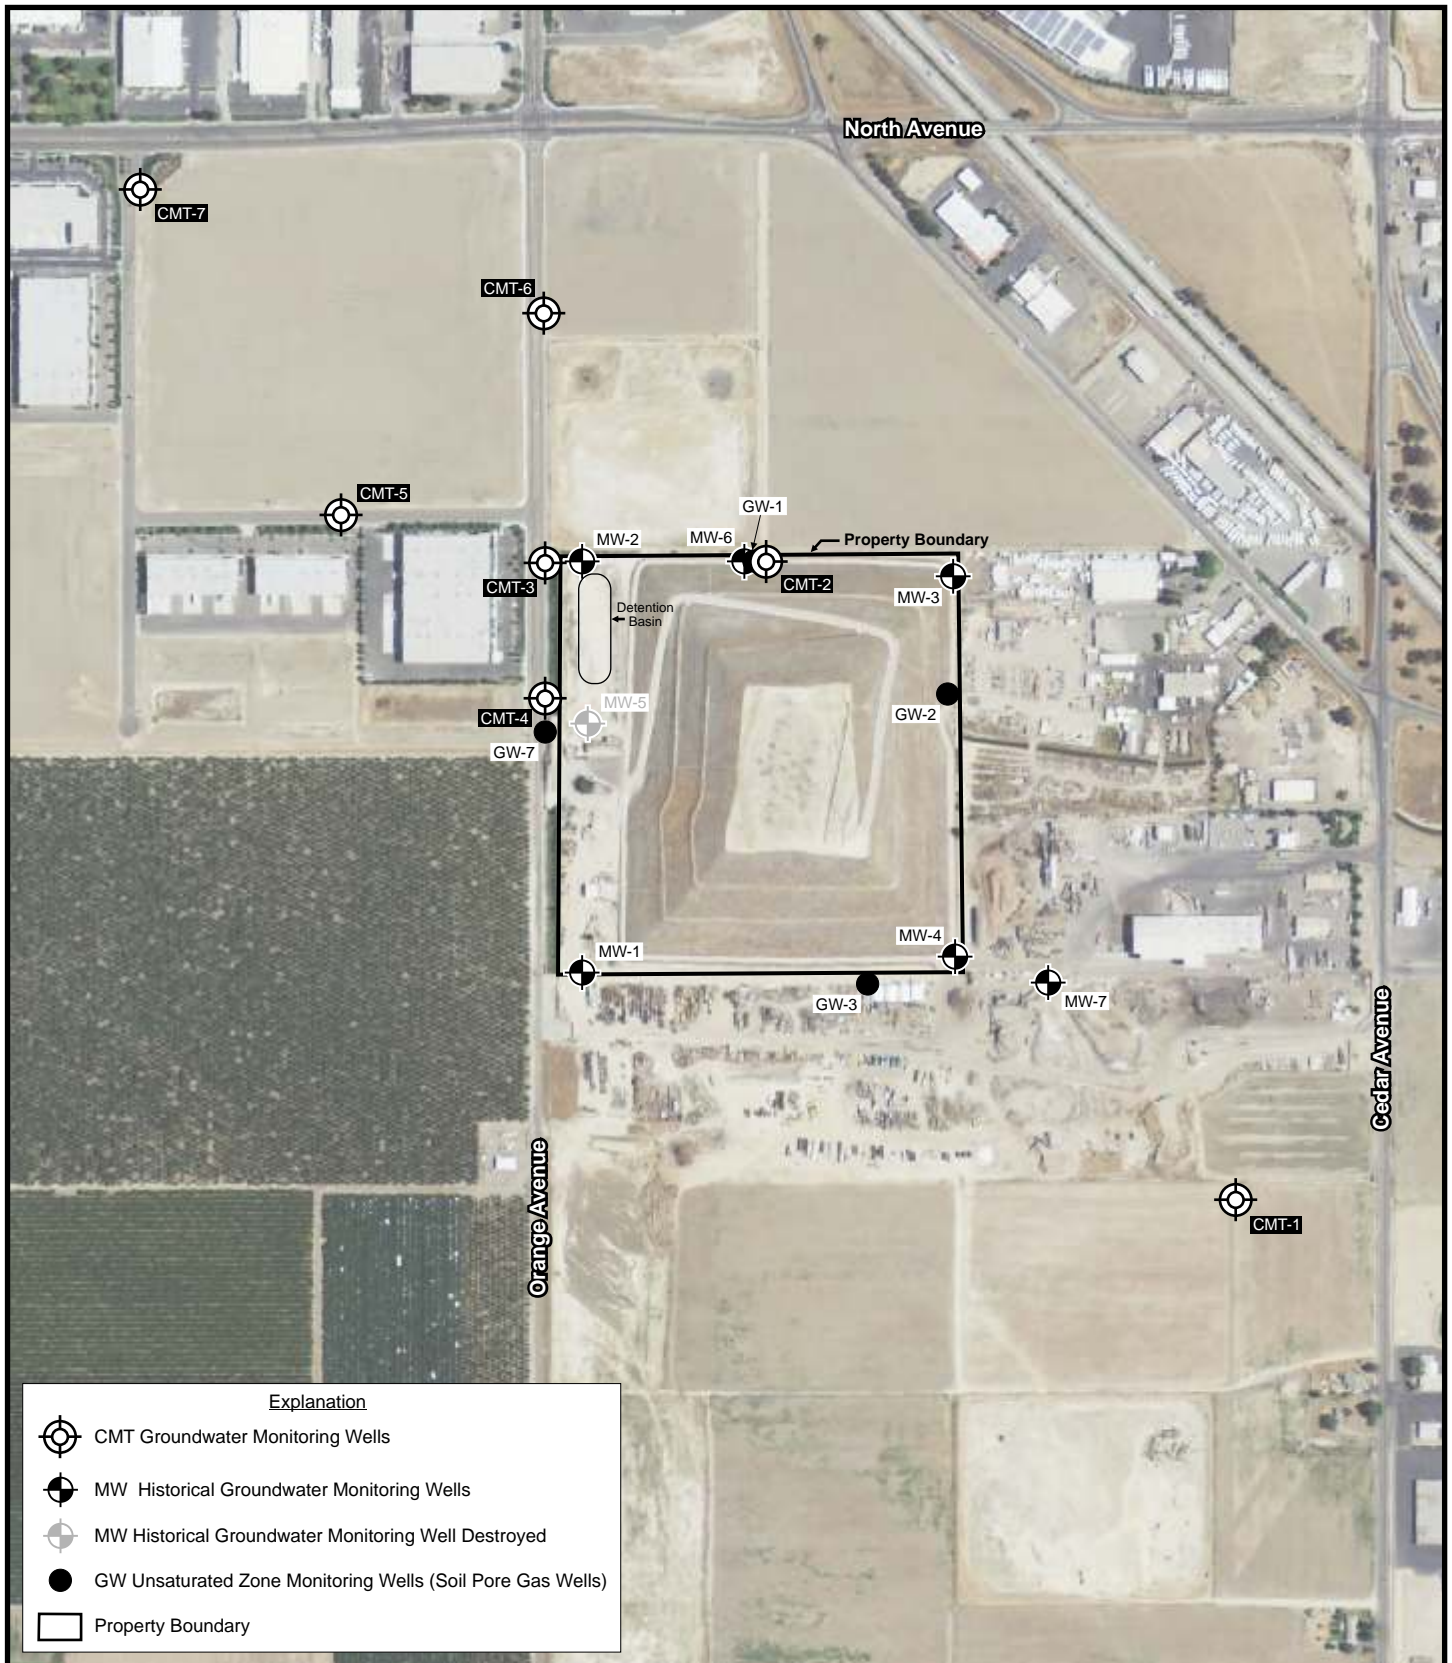 North Avenue
CMT-7
CMT-6
CMT-5
GW-1
MW-2
MW-6
Property Boundary
CMT-3
CMT-2
MW-3
Detention
Basin
MW-5
CMT-4
GW-2
GW-7
MW-1
MW-4
GW-3
MW-7
Cedar Avenue
Orange Avenue
CMT-1
Explanation
CMT Groundwater Monitoring Wells
MW Historical Groundwater Monitoring Wells
MW Historical Groundwater Monitoring Well Destroyed
GW Unsaturated Zone Monitoring Wells (Soil Pore Gas Wells)
Property Boundary